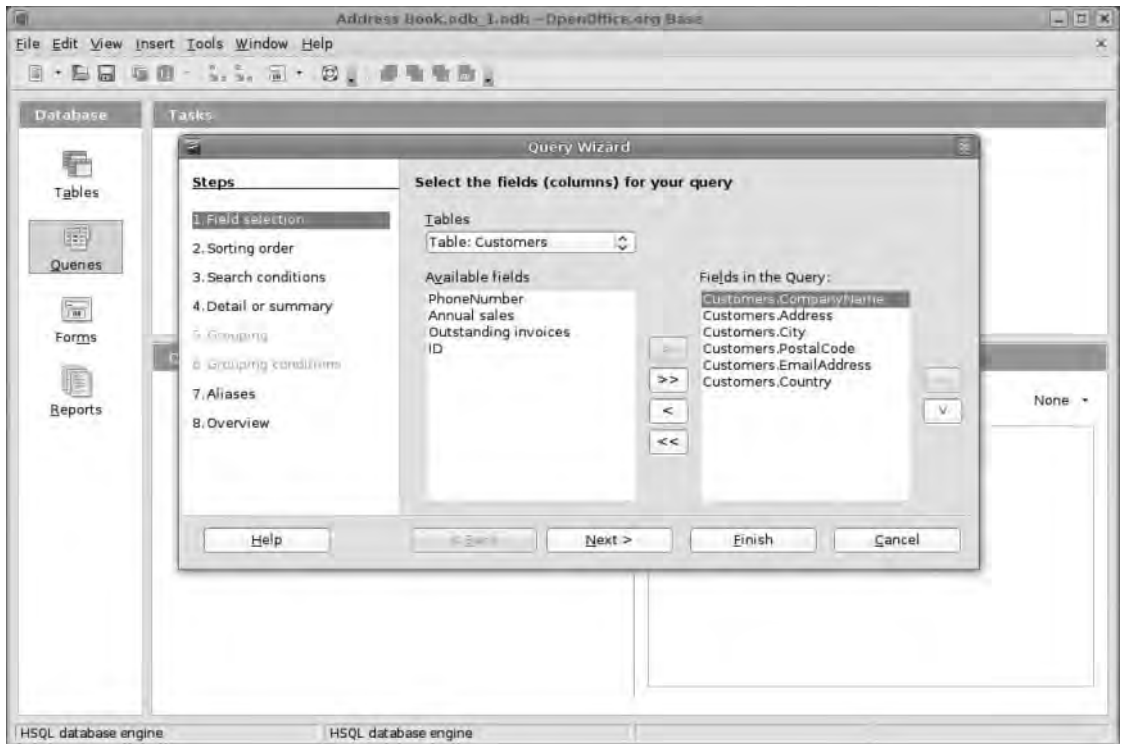 Address Book.odb_1.odb - OpenOffice.org Base
File Edit View Insert Tools Window Help
Database
Tasks
Tables
Queries
Forms
Reports
Query Wizard
Steps
1.Field selection
2.Sorting order
3.Search conditions
4.Detail or summary
5.Grouping
6.Grouping conditions
7.Aliases
8.Overview
Select the fields (columns) for your query
Tables
Table: Customers
Available fields
PhoneNumber
Annual sales
Outstanding invoices
ID
>>
<
<<
Fields in the Query:
Customers.CompanyName
Customers.Address
Customers.City
Customers.PostalCode
Customers.EmailAddress
Customers.Country
v
None
Help
< Back
Next >
Finish
Cancel
HSQL database engine
HSQL database engine